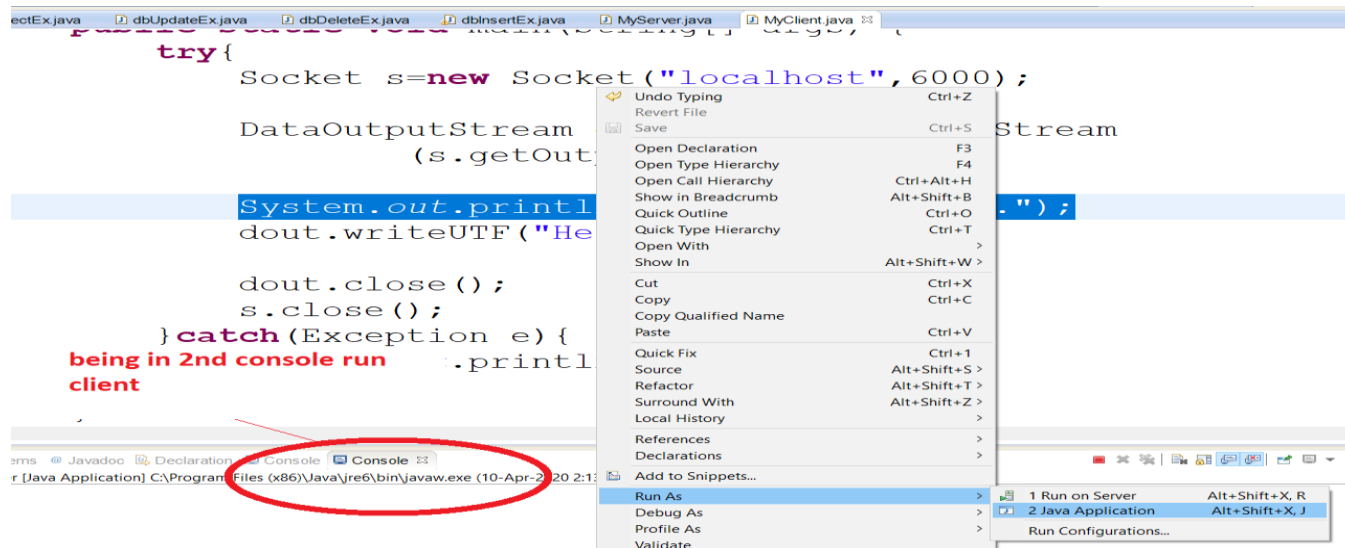 ectEx.java dbUpdateEx.java dbDeleteEx.java dbInsertEx.java MyServer.java MyClient.java
public static void main(String[] args) {
try{
Socket s=new Socket("localhost",6000);
DataOutputStream Stream
(s.getOut
System.out.printl .");
dout.writeUTF("He
dout.close();
s.close();
}catch(Exception e){
.printl
being in 2nd console run
client
Undo Typing Ctrl+Z
Revert File
Save Ctrl+S
Open Declaration F3
Open Type Hierarchy F4
Open Call Hierarchy Ctrl+Alt+H
Show in Breadcrumb Alt+Shift+B
Quick Outline Ctrl+O
Quick Type Hierarchy Ctrl+T
Open With >
Show In Alt+Shift+W >
Cut Ctrl+X
Copy Ctrl+C
Copy Qualified Name
Paste Ctrl+V
Quick Fix Ctrl+1
Source Alt+Shift+S >
Refactor Alt+Shift+T >
Surround With Alt+Shift+Z >
Local History >
References >
Declarations >
Add to Snippets...
Run As >
Debug As >
Profile As >
Validate
1 Run on Server Alt+Shift+X, R
2 Java Application Alt+Shift+X, J
Run Configurations...
ems @ Javadoc Declaration Console Console
r [Java Application] C:\Program Files (x86)\Java\jre6\bin\javaw.exe (10-Apr-2020 2:13